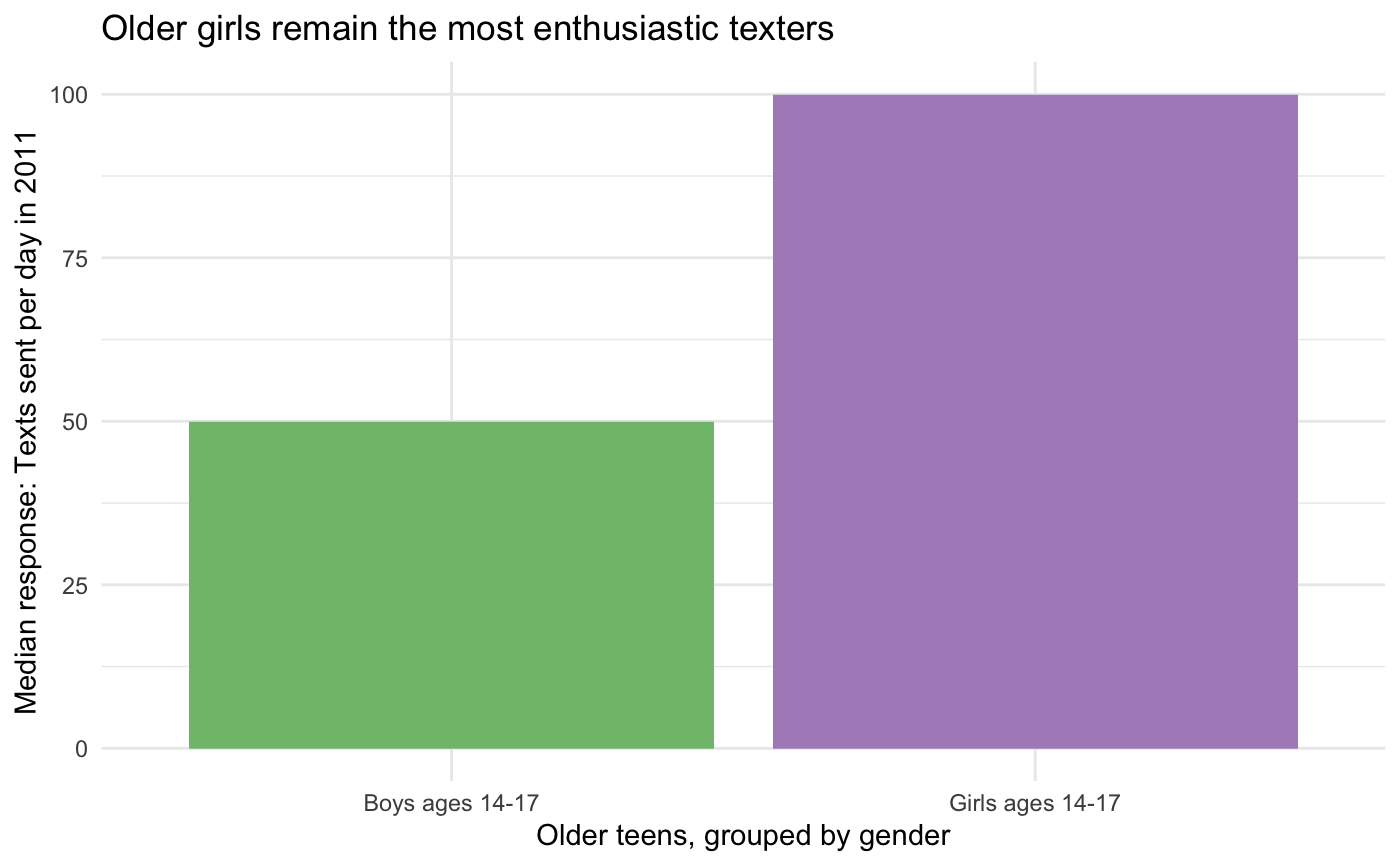 Older girls remain the most enthusiastic texters
Median response: Texts sent per day in 2011
100
75
50
25
0
Boys ages 14-17
Girls ages 14-17
Older teens, grouped by gender